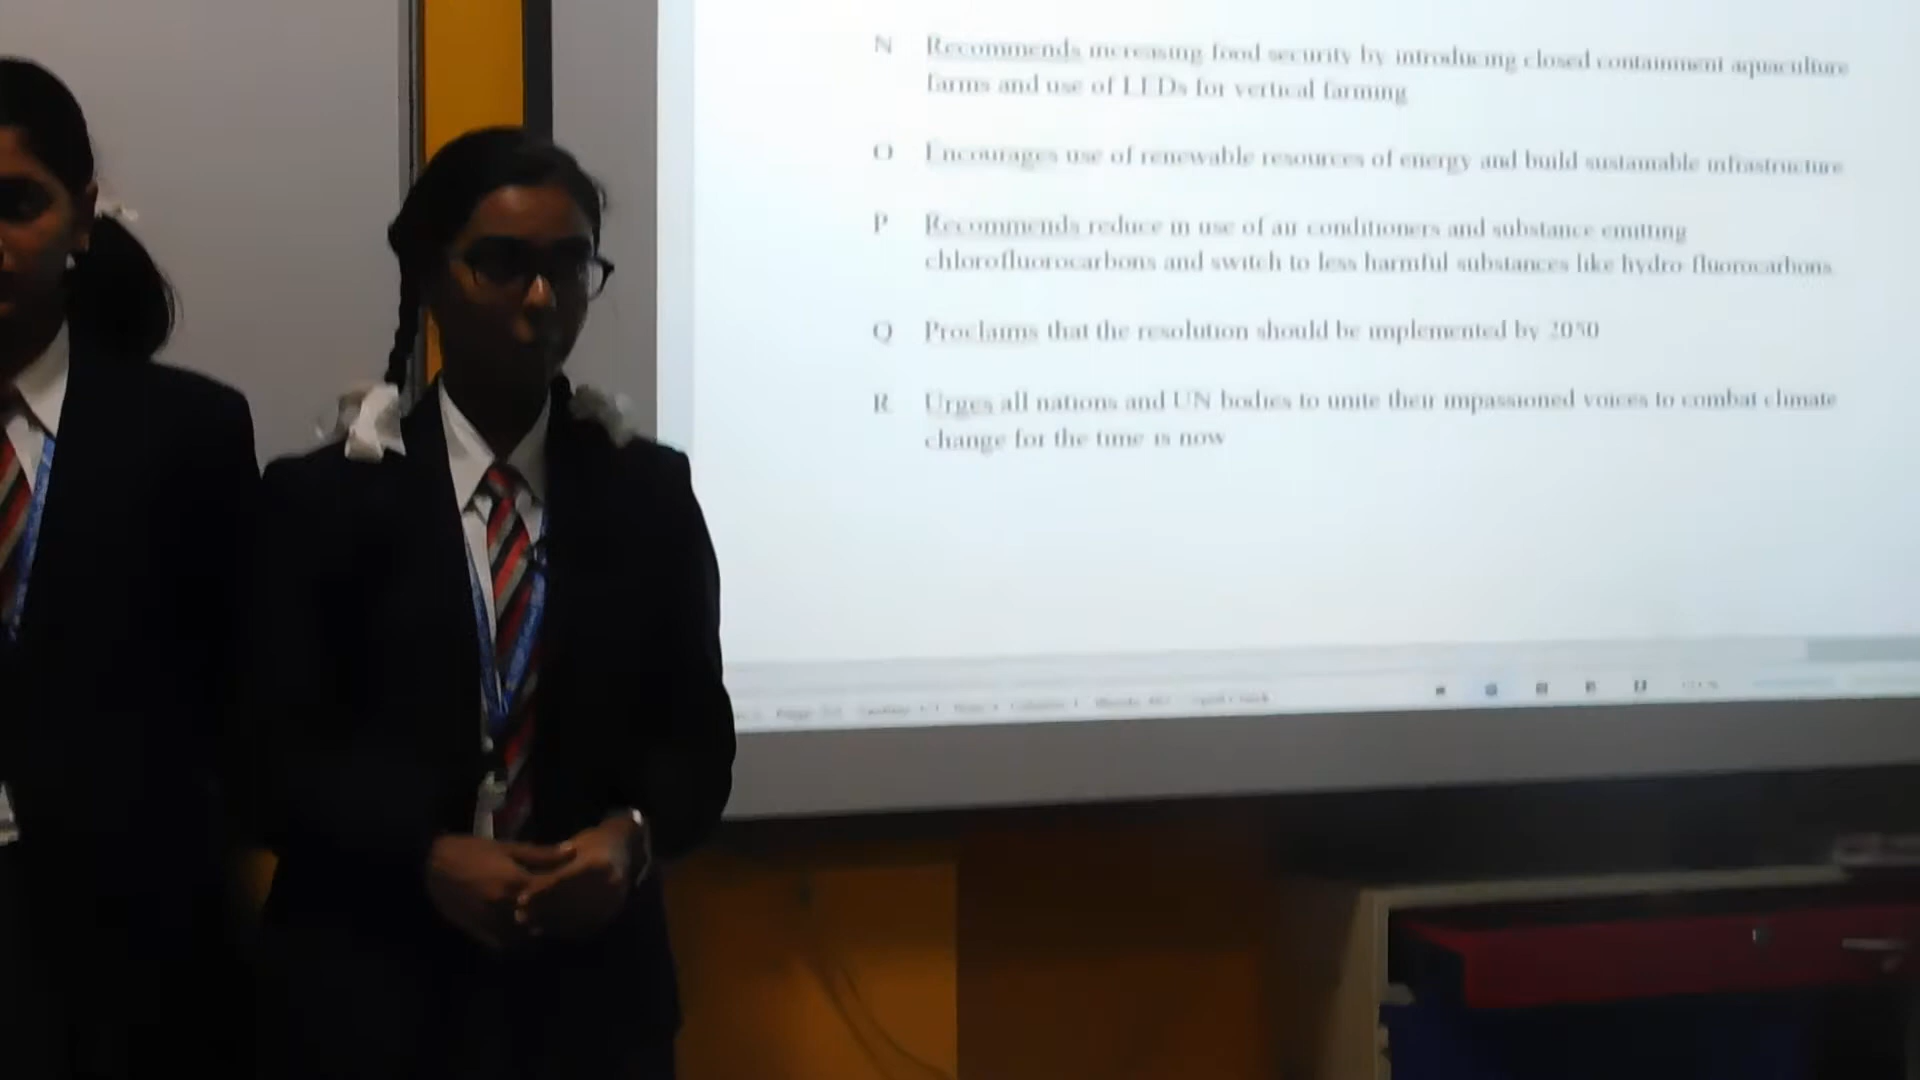 N Recommends increasing food security by introducing closed containment aquaculture
farms and use of LEDs for vertical farming
O Encourages use of renewable resources of energy and build sustainable infrastructure
P Recommends reduce in use of air conditioners and substance emitting
chlorofluorocarbons and switch to less harmful substances like hydro fluorocarbons
Q Proclaims that the resolution should be implemented by 2050
R Urges all nations and UN bodies to unite their impassioned voices to combat climate
change for the time is now